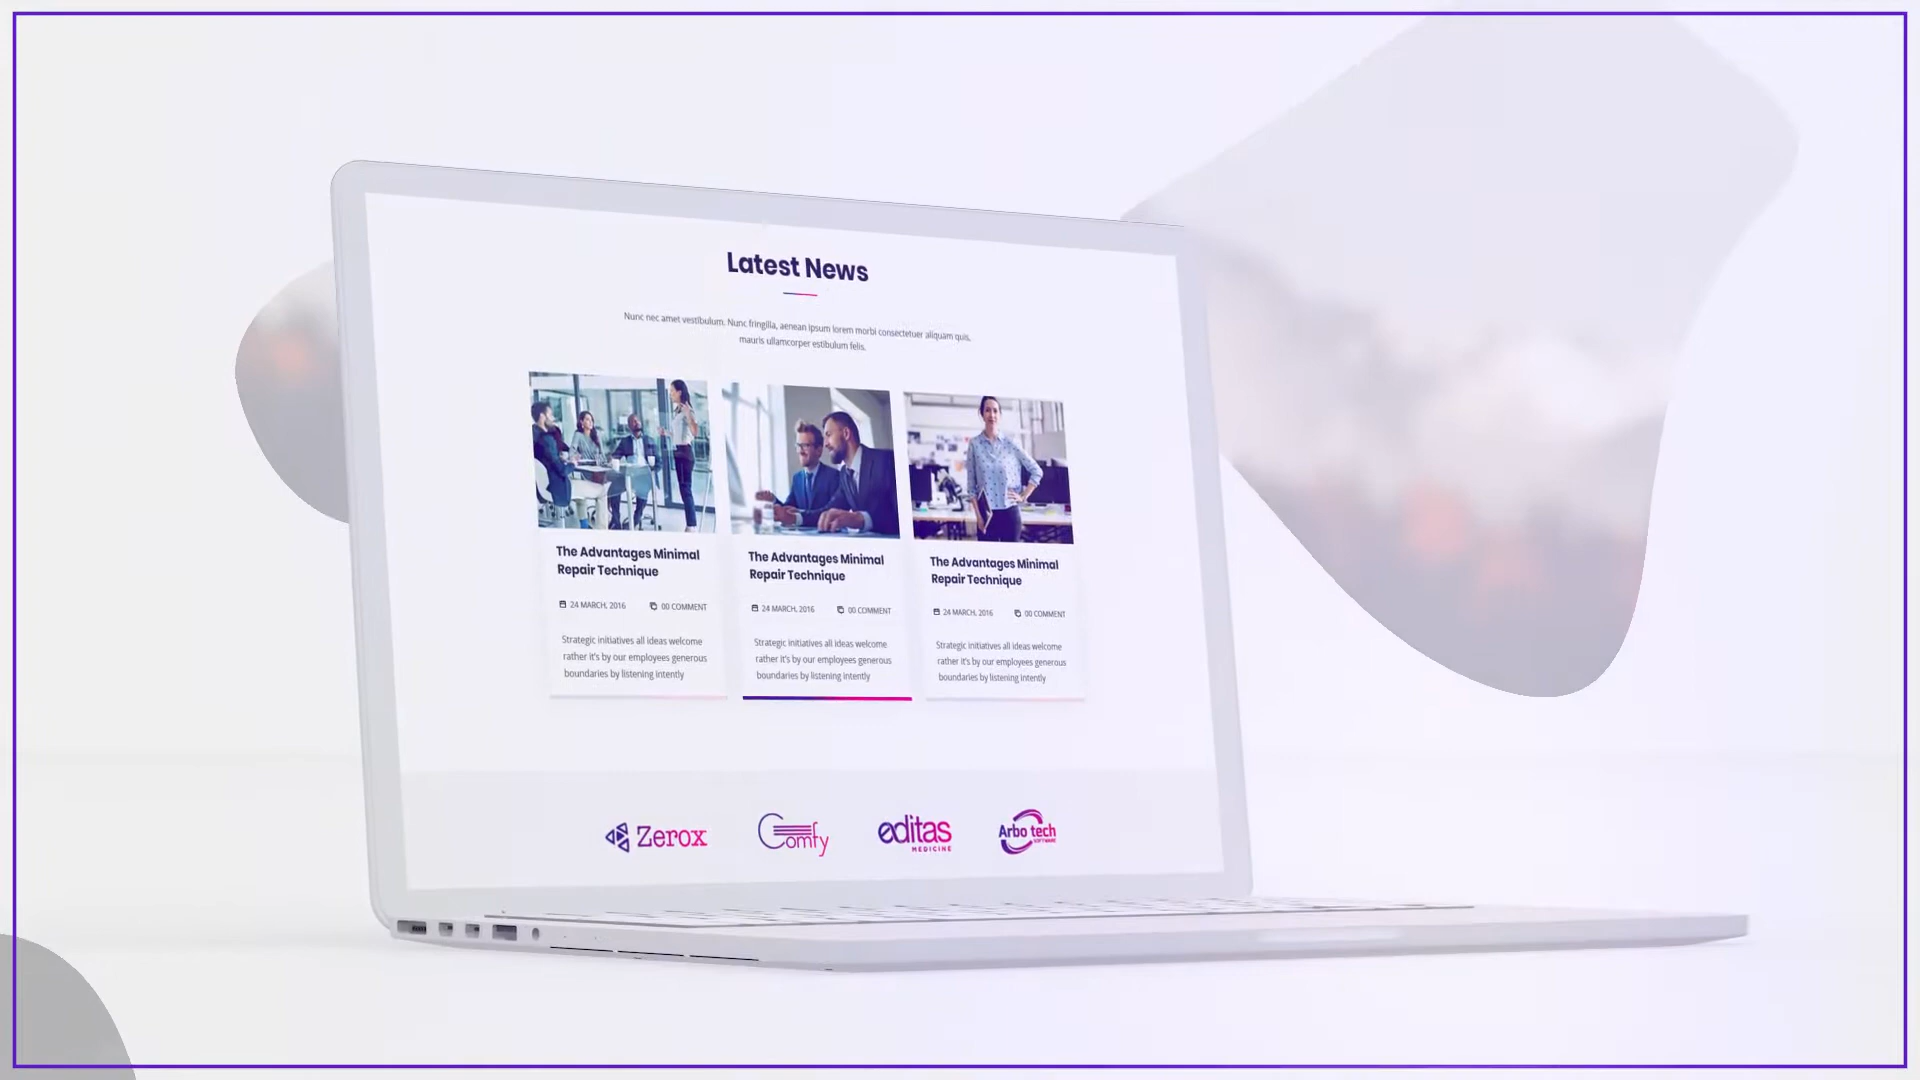 Latest News
Nunc nec amet vestibulum. Nunc fringilla, aenean ipsum lorem morbi consectetuer aliquam quis,
mauris ullamcorper estibulum felis.
The Advantages Minimal
Repair Technique
24 MARCH, 2016 00 COMMENT
Strategic initiatives all ideas welcome
rather it's by our employees generous
boundaries by listening intently
The Advantages Minimal
Repair Technique
24 MARCH, 2016 00 COMMENT
Strategic initiatives all ideas welcome
rather it's by our employees generous
boundaries by listening intently
The Advantages Minimal
Repair Technique
24 MARCH, 2016 00 COMMENT
Strategic initiatives all ideas welcome
rather it's by our employees generous
boundaries by listening intently
Zerox
Comfy
editas
MEDICINE
Arbo tech
SOFTWARE